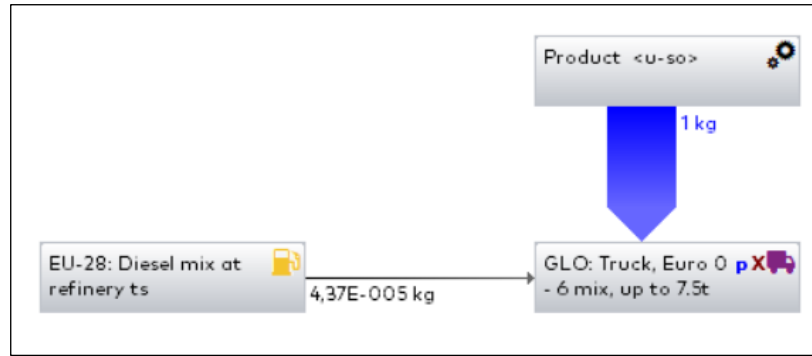 Product <u-so>
1 kg
EU-28: Diesel mix at
refinery ts
4,37E-005 kg
GLO: Truck, Euro 0 pX
- 6 mix, up to 7.5t